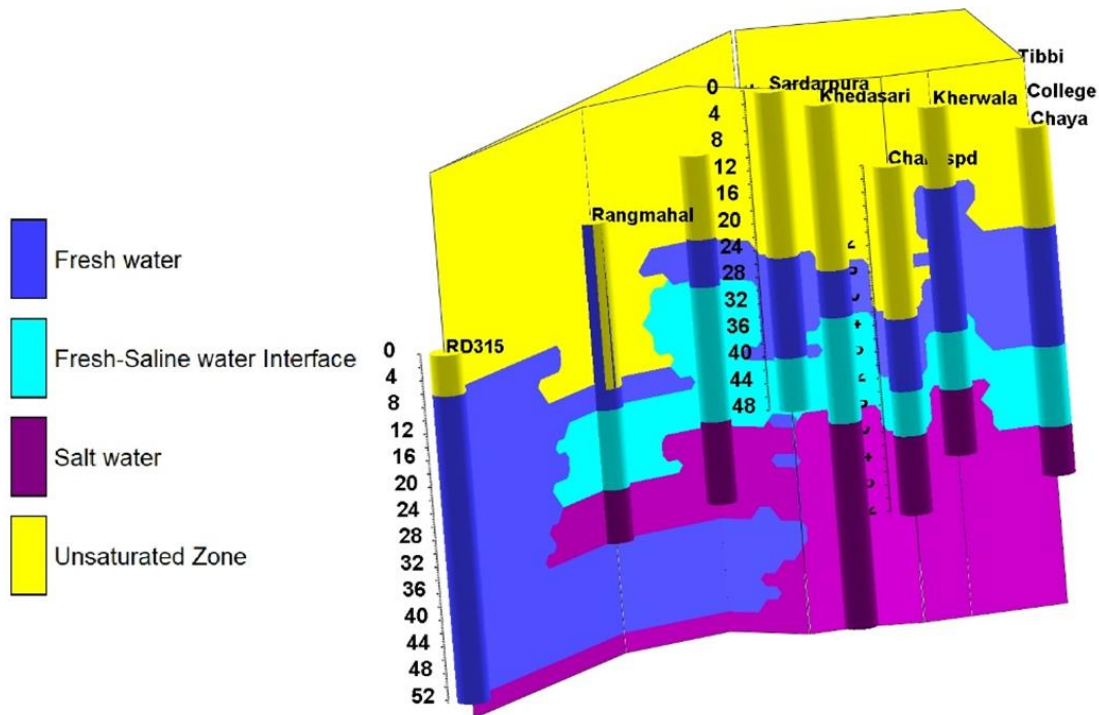 Fresh water
Fresh-Saline water Interface
Salt water
Unsaturated Zone
Tibbi
College
Chaya
Sardarpura
Khedasari
Kherwala
Rangmahal
RD315
0
4
8
12
16
20
24
28
32
36
40
44
48
0
4
8
12
16
20
24
28
32
36
40
44
48
52